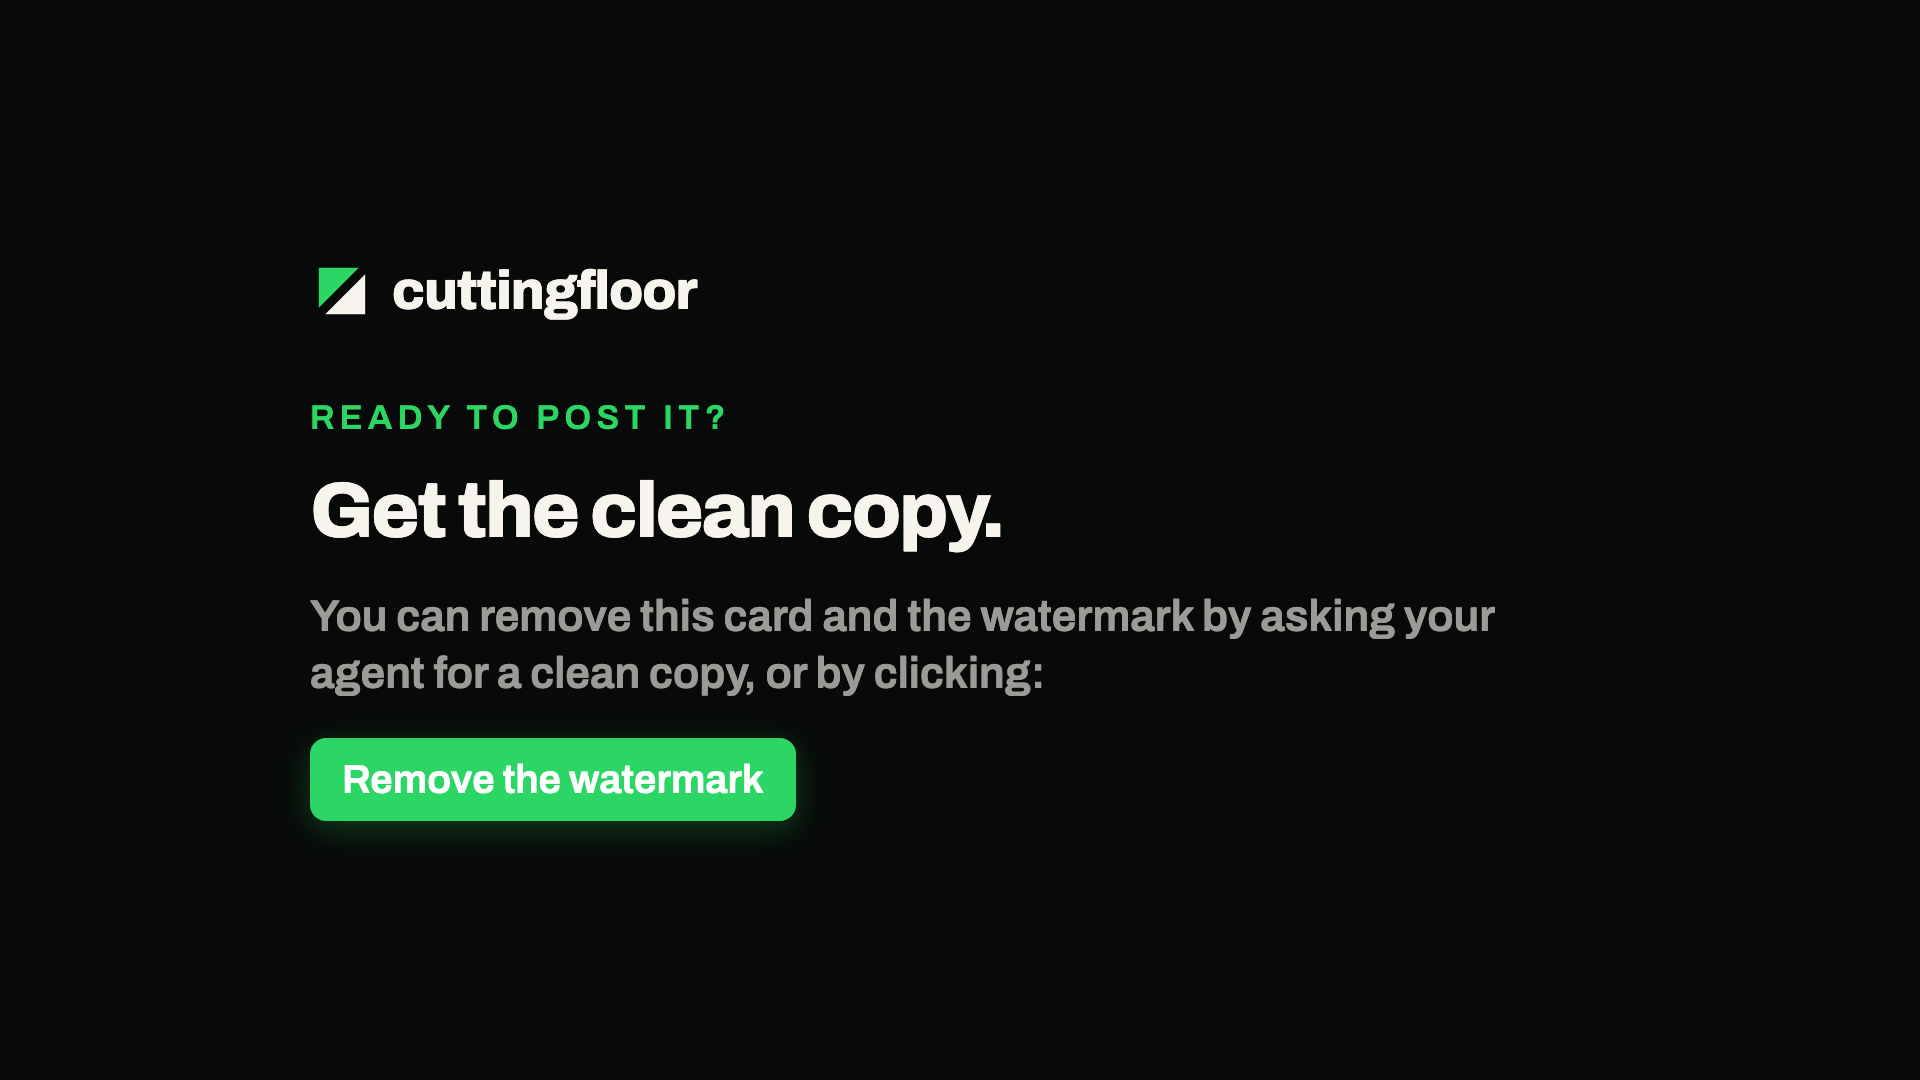 cuttingfloor
READY TO POST IT?
Get the clean copy.
You can remove this card and the watermark by asking your
agent for a clean copy, or by clicking:
Remove the watermark